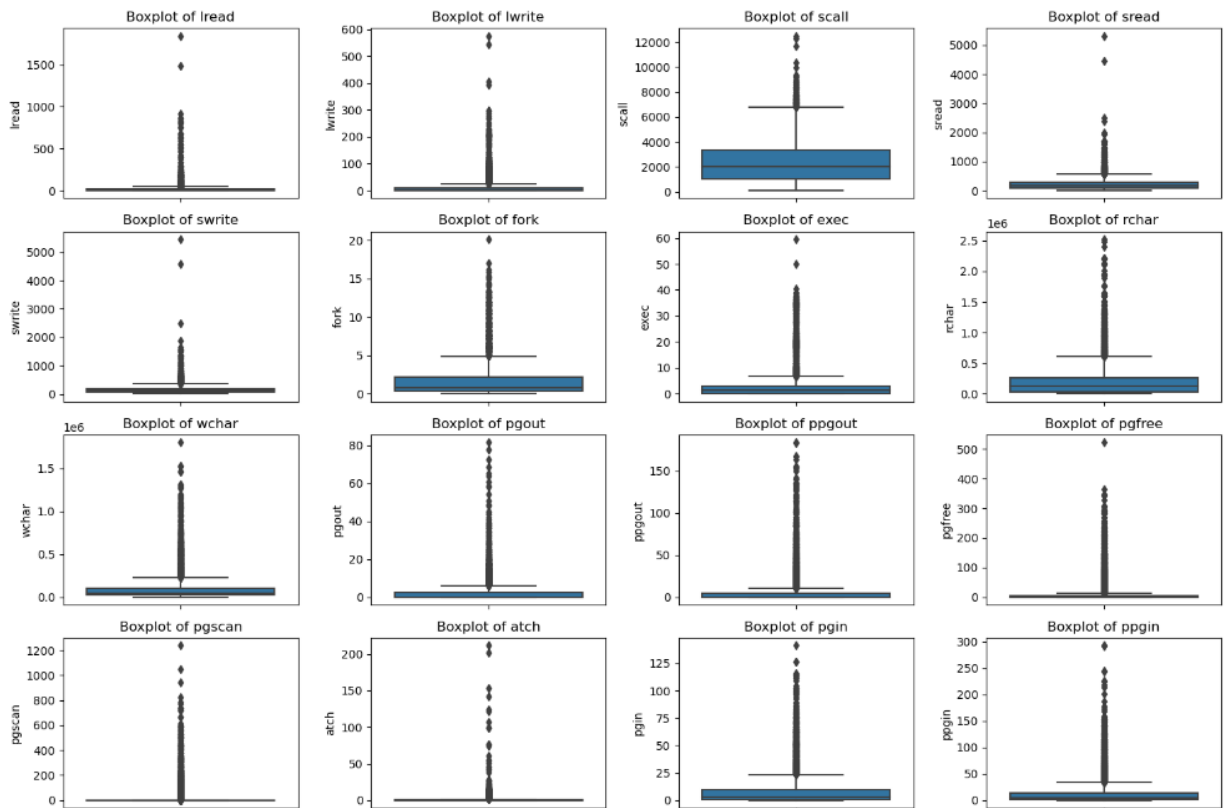 Boxplot of lread
1500
1000
500
0
lread
Boxplot of lwrite
600
500
400
300
200
100
0
lwrite
Boxplot of scall
12000
10000
8000
6000
4000
2000
0
scall
Boxplot of sread
5000
4000
3000
2000
1000
0
sread
Boxplot of swrite
5000
4000
3000
2000
1000
0
swrite
Boxplot of fork
20
15
10
5
0
fork
Boxplot of exec
60
50
40
30
20
10
0
exec
Boxplot of rchar
1e6
2.5
2.0
1.5
1.0
0.5
0.0
rchar
Boxplot of wchar
1e6
1.5
1.0
0.5
0.0
wchar
Boxplot of pgout
80
60
40
20
0
pgout
Boxplot of ppgout
150
100
50
0
ppgout
Boxplot of pgfree
500
400
300
200
100
0
pgfree
Boxplot of pgscan
1200
1000
800
600
400
200
0
pgscan
Boxplot of atch
200
150
100
50
0
atch
Boxplot of pgin
125
100
75
50
25
0
pgin
Boxplot of ppgin
300
250
200
150
100
50
0
ppgin